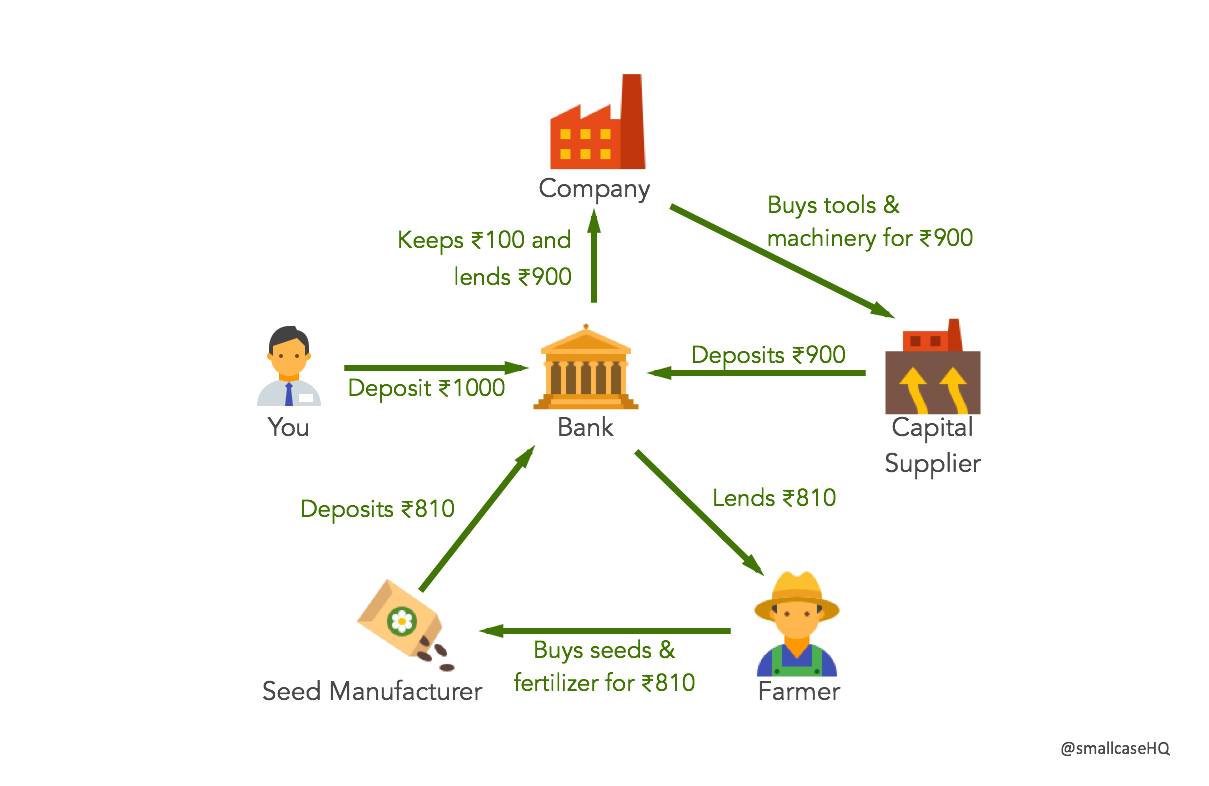 Company
Buys tools &
machinery for ₹900
Keeps ₹100 and
lends ₹900
Deposit ₹1000
You
Bank
Deposits ₹900
Capital
Supplier
Deposits ₹810
Lends ₹810
Seed Manufacturer
Buys seeds &
fertilizer for ₹810
Farmer
@smallcaseHQ